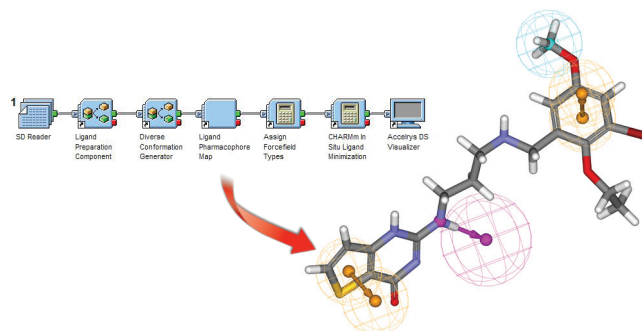 1
SD Reader
Ligand
Preparation
Component
Diverse
Conformation
Generator
Ligand
Pharmacophore
Map
Assign
Forcefield
Types
CHARMm In
Situ Ligand
Minimization
Accelrys DS
Visualizer